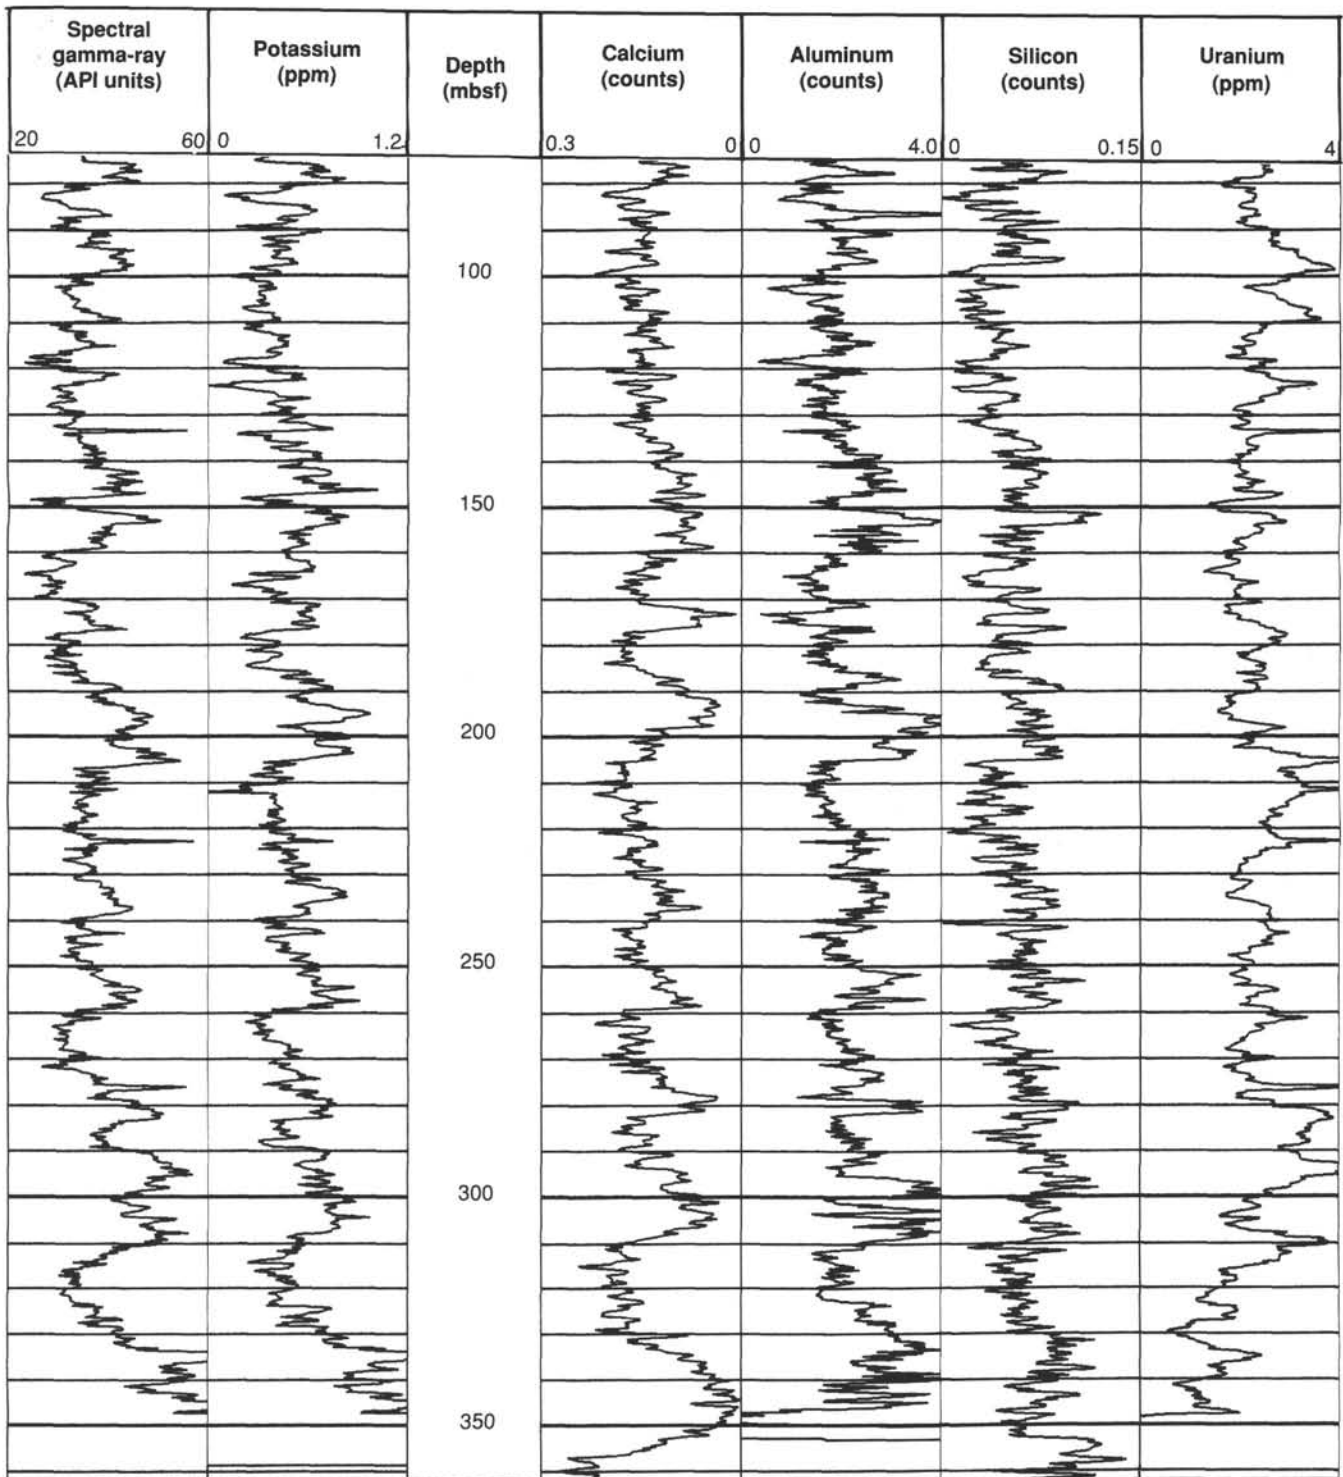 Spectral
gamma-ray
(API units)
Potassium
(ppm)
Depth
(mbsf)
Calcium
(counts)
Aluminum
(counts)
Silicon
(counts)
Uranium
(ppm)
20 60 0 1.2 0.3 0 0 4.0 0 0.15 0 4
100
150
200
250
300
350